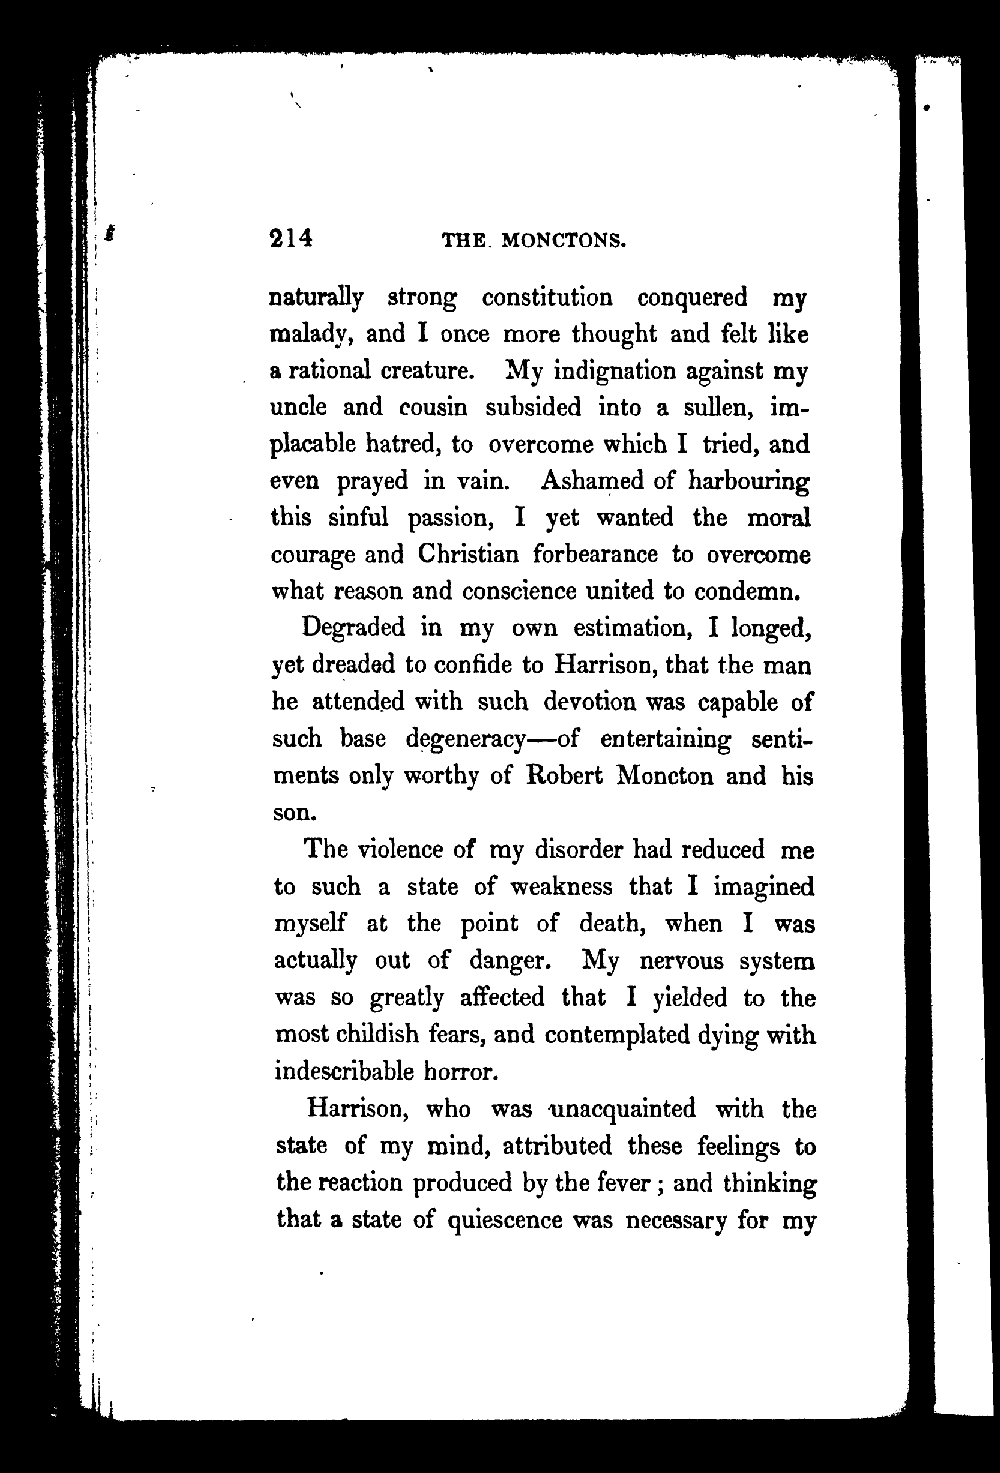 214 THE MONCTONS.
naturally strong constitution conquered my
malady, and I once more thought and felt like
a rational creature. My indignation against my
uncle and cousin subsided into a sullen, im-
placable hatred, to overcome which I tried, and
even prayed in vain. Ashamed of harbouring
this sinful passion, I yet wanted the moral
courage and Christian forbearance to overcome
what reason and conscience united to condemn.
Degraded in my own estimation, I longed,
yet dreaded to confide to Harrison, that the man
he attended with such devotion was capable of
such base degeneracy—of entertaining senti-
ments only worthy of Robert Moncton and his
son.
The violence of my disorder had reduced me
to such a state of weakness that I imagined
myself at the point of death, when I was
actually out of danger. My nervous system
was so greatly affected that I yielded to the
most childish fears, and contemplated dying with
indescribable horror.
Harrison, who was unacquainted with the
state of my mind, attributed these feelings to
the reaction produced by the fever ; and thinking
that a state of quiescence was necessary for my